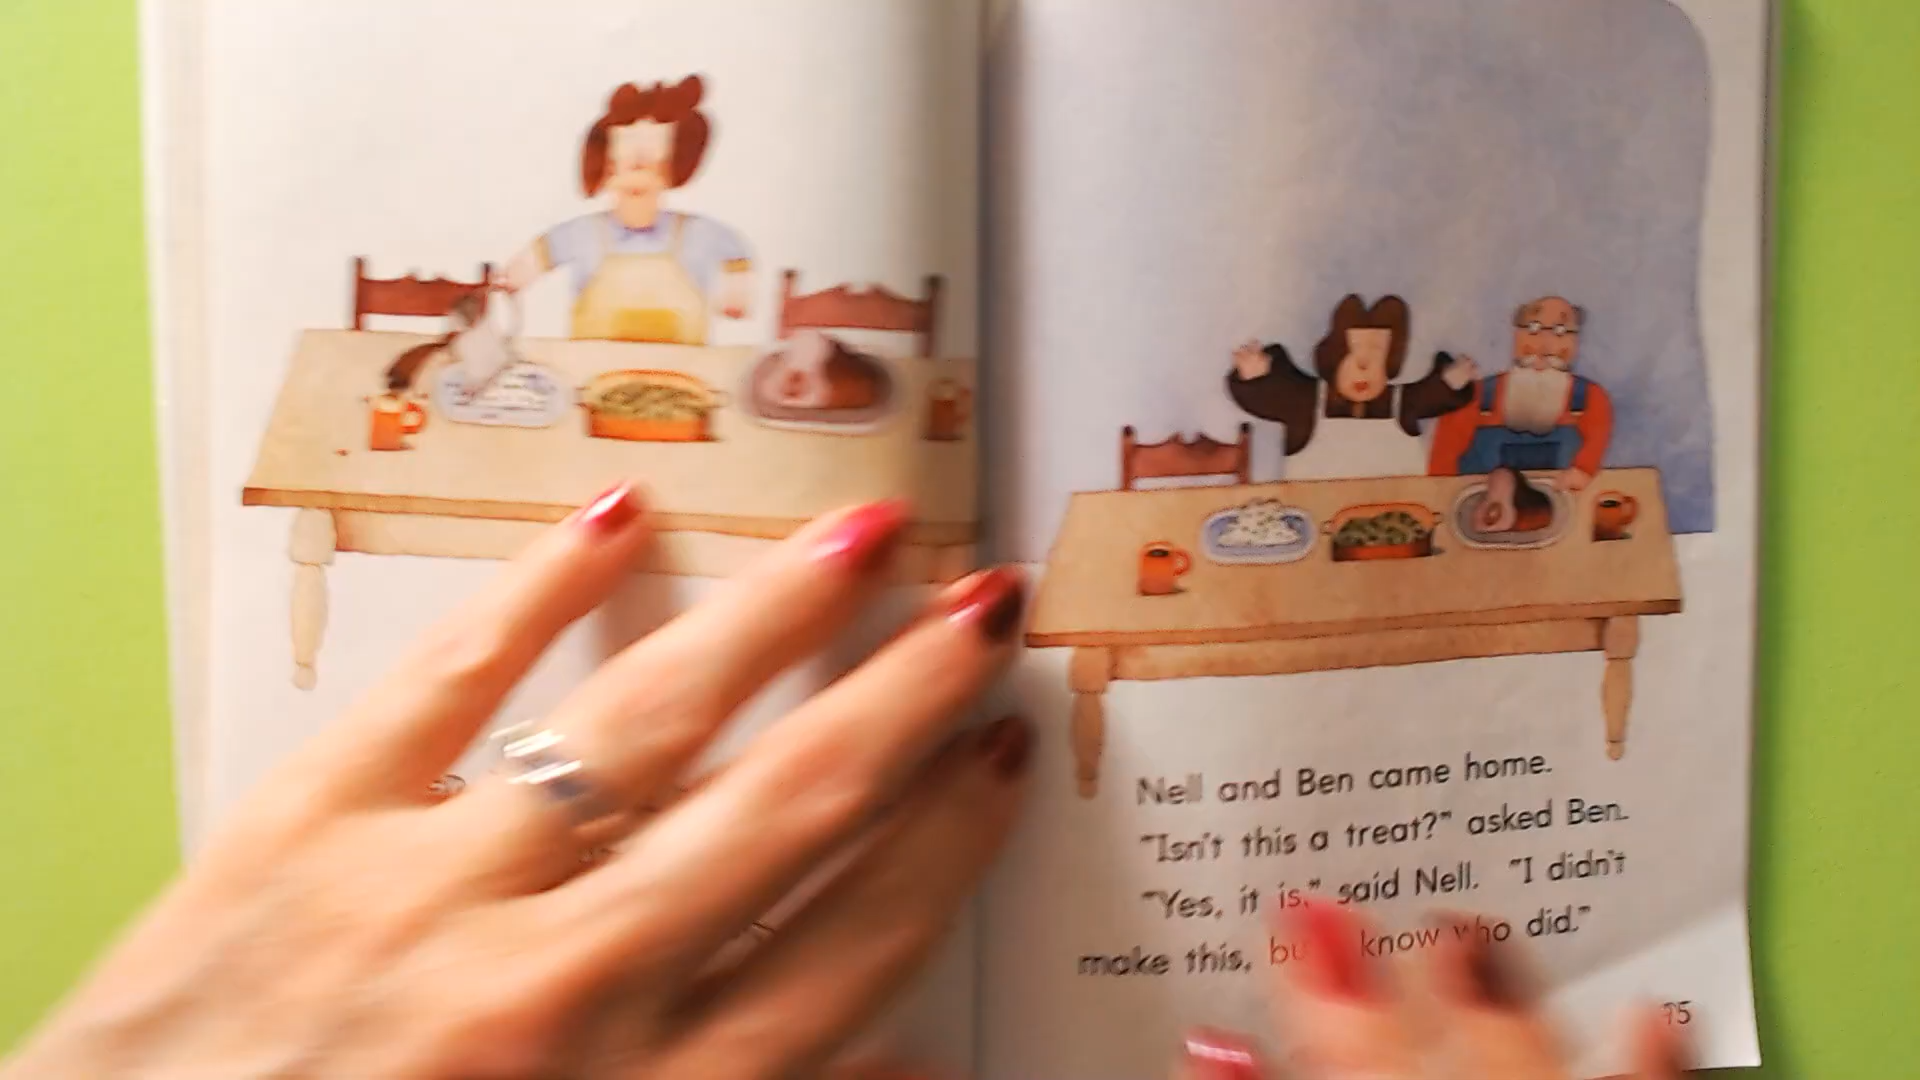 Nell and Ben came home.
"Isn't this a treat?" asked Ben.
"Yes, it is," said Nell. "I didn't
make this, know who did."